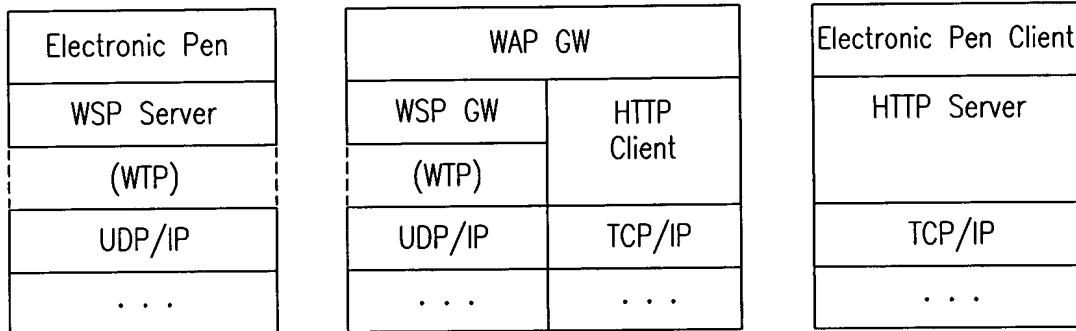 Electronic Pen
WSP Server
(WTP)
UDP/IP
. . .
WAP GW
WSP GW
(WTP)
UDP/IP
. . .
HTTP
Client
TCP/IP
. . .
Electronic Pen Client
HTTP Server
TCP/IP
. . .